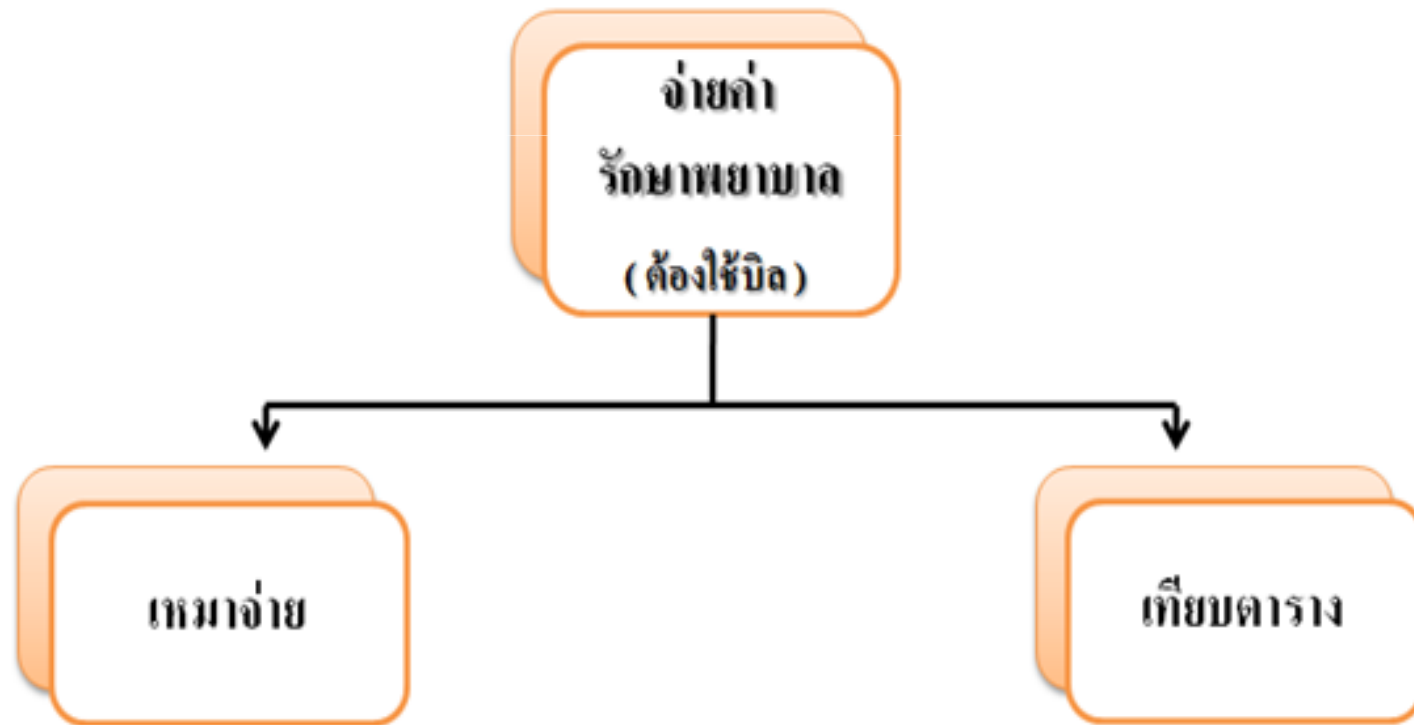 จ่ายค่า
รักษาพยาบาล
( ต้องใช้บิล )
เหมาจ่าย
เทียบตาราง